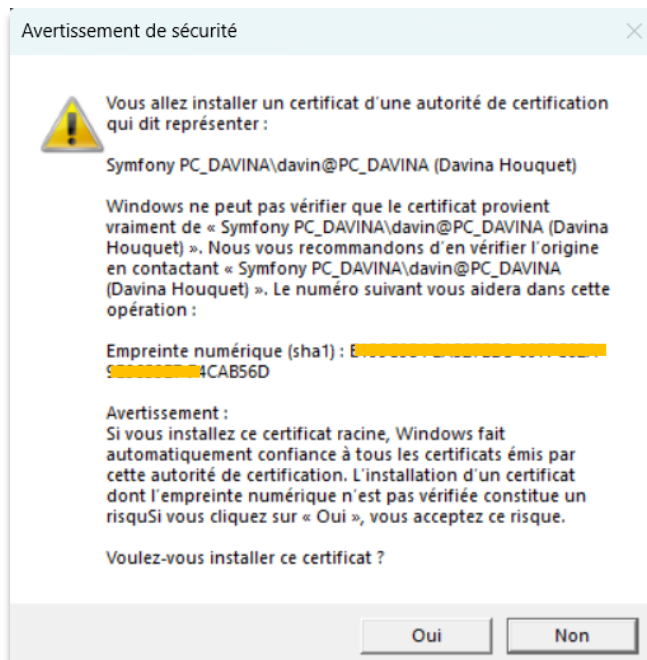 Avertissement de sécurité
Vous allez installer un certificat d'une autorité de certification
qui dit représenter :
Symfony PC_DAVINA\davin@PC_DAVINA (Davina Houquet)
Windows ne peut pas vérifier que le certificat provient
vraiment de « Symfony PC_DAVINA\davin@PC_DAVINA (Davina
Houquet) ». Nous vous recommandons d'en vérifier l'origine
en contactant « Symfony PC_DAVINA\davin@PC_DAVINA
(Davina Houquet) ». Le numéro suivant vous aidera dans cette
opération :
Empreinte numérique (sha1) :
4CAB56D
Avertissement :
Si vous installez ce certificat racine, Windows fait
automatiquement confiance à tous les certificats émis par
cette autorité de certification. L'installation d'un certificat
dont l'empreinte numérique n'est pas vérifiée constitue un
risquSi vous cliquez sur « Oui », vous acceptez ce risque.
Voulez-vous installer ce certificat ?
Oui
Non